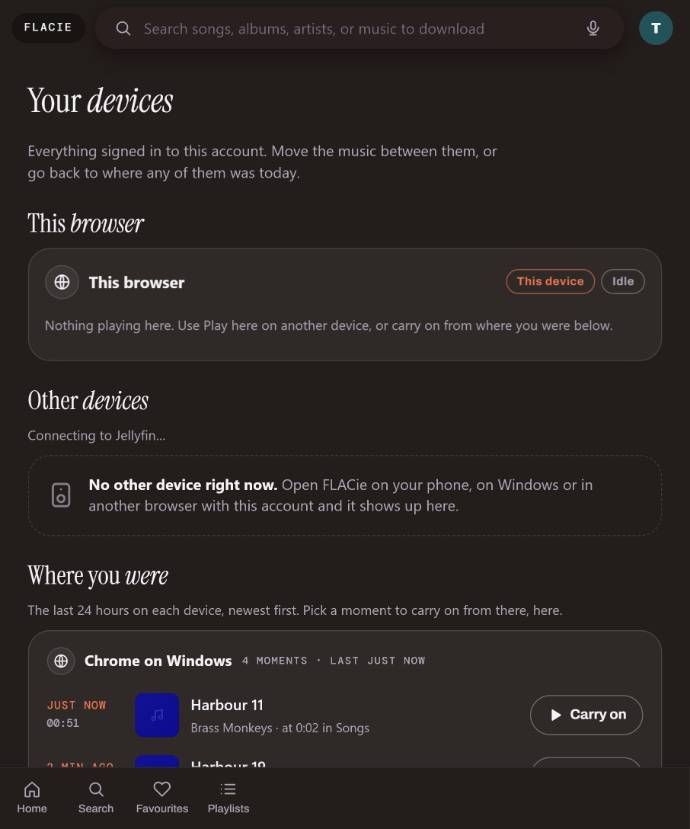 FLACIE
Search songs, albums, artists, or music to download
T
Your devices
Everything signed in to this account. Move the music between them, or
go back to where any of them was today.
This browser
This browser
This device
Idle
Nothing playing here. Use Play here on another device, or carry on from where you were below.
Other devices
Connecting to Jellyfin...
No other device right now. Open FLACie on your phone, on Windows or in
another browser with this account and it shows up here.
Where you were
The last 24 hours on each device, newest first. Pick a moment to carry on from there, here.
Chrome on Windows 4 MOMENTS · LAST JUST NOW
JUST NOW
00:51
Harbour 11
Brass Monkeys · at 0:02 in Songs
Carry on
2 MIN AGO
Harbour 19
Home
Search
Favourites
Playlists